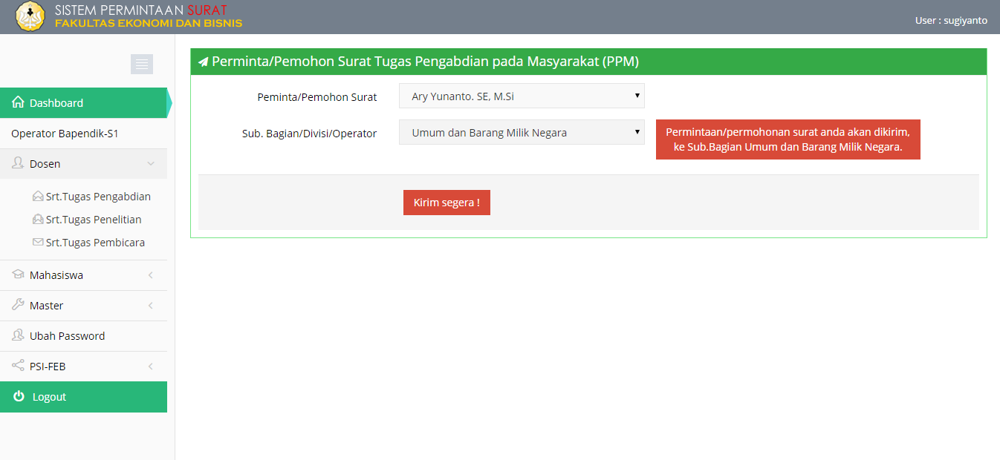 SISTEM PERMINTAAN SURAT
FAKULTAS EKONOMI DAN BISNIS
User : sugiyanto
Dashboard
Operator Bapendik-S1
Dosen
Srt.Tugas Pengabdian
Srt.Tugas Penelitian
Srt.Tugas Pembicara
Mahasiswa
Master
Ubah Password
PSI-FEB
Logout
Perminta/Pemohon Surat Tugas Pengabdian pada Masyarakat (PPM)
Peminta/Pemohon Surat
Ary Yunanto. SE, M.Si
Sub. Bagian/Divisi/Operator
Umum dan Barang Milik Negara
Permintaan/permohonan surat anda akan dikirim,
ke Sub.Bagian Umum dan Barang Milik Negara.
Kirim segera !